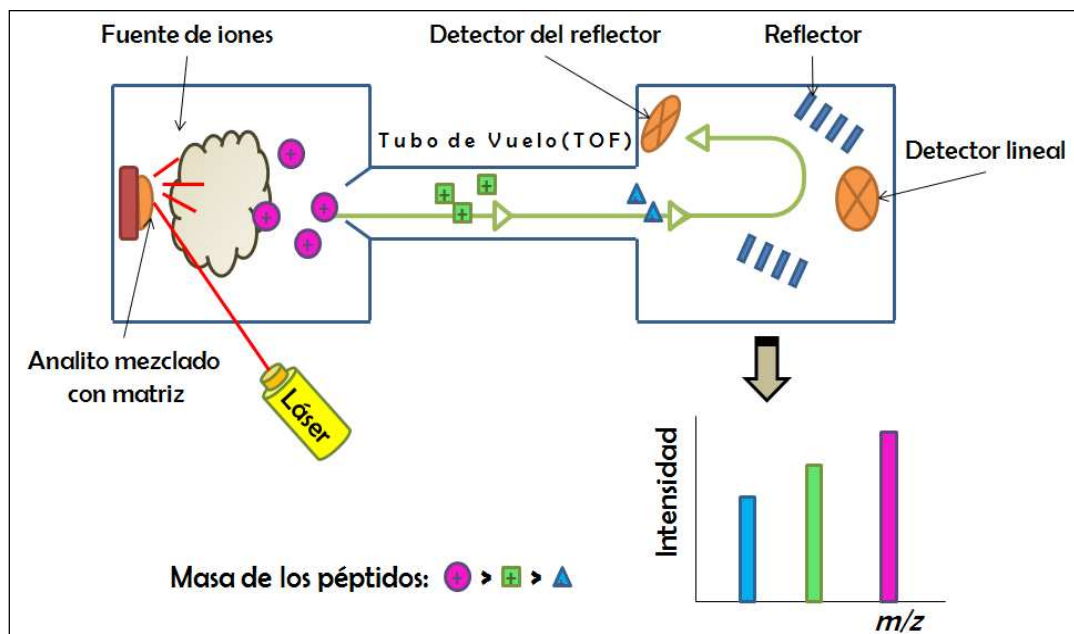 Fuente de iones
Detector del reflector
Reflector
Tubo de Vuelo(TOF)
Detector lineal
Analito mezclado
con matriz
Láser
Intensidad
m/z
Masa de los péptidos: + > + >